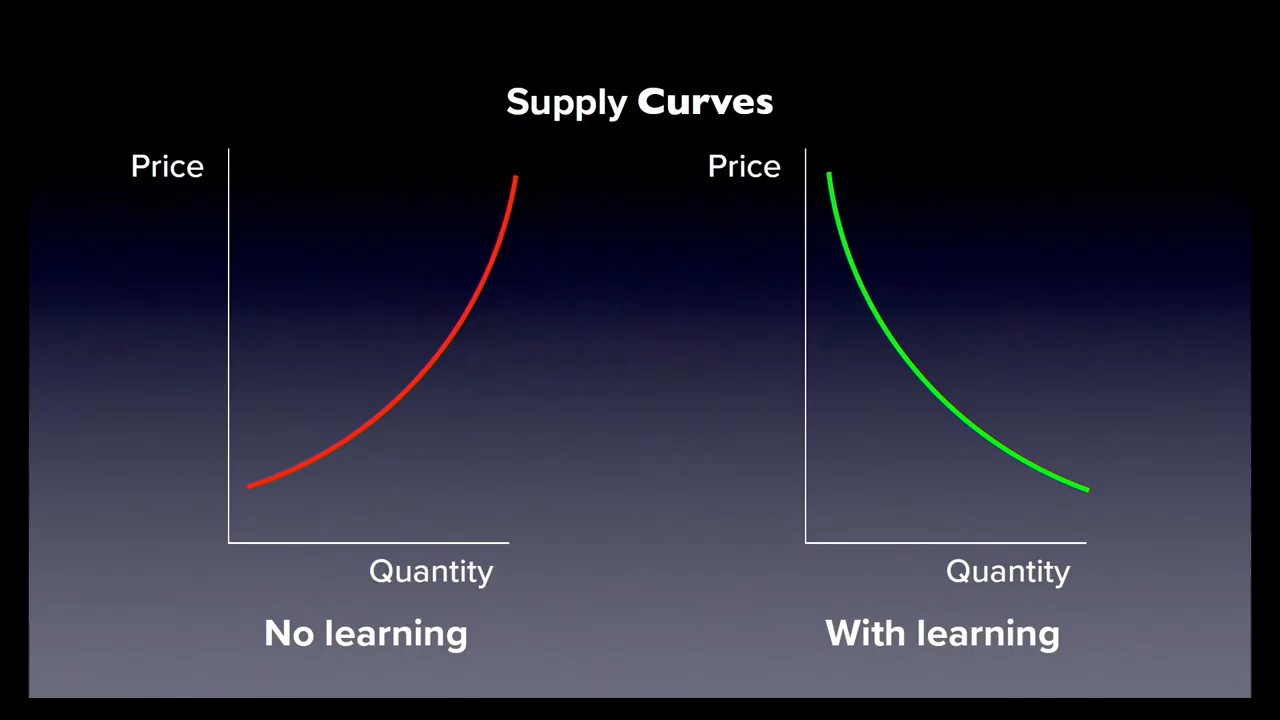 Supply Curves
Price
Quantity
No learning
Price
Quantity
With learning